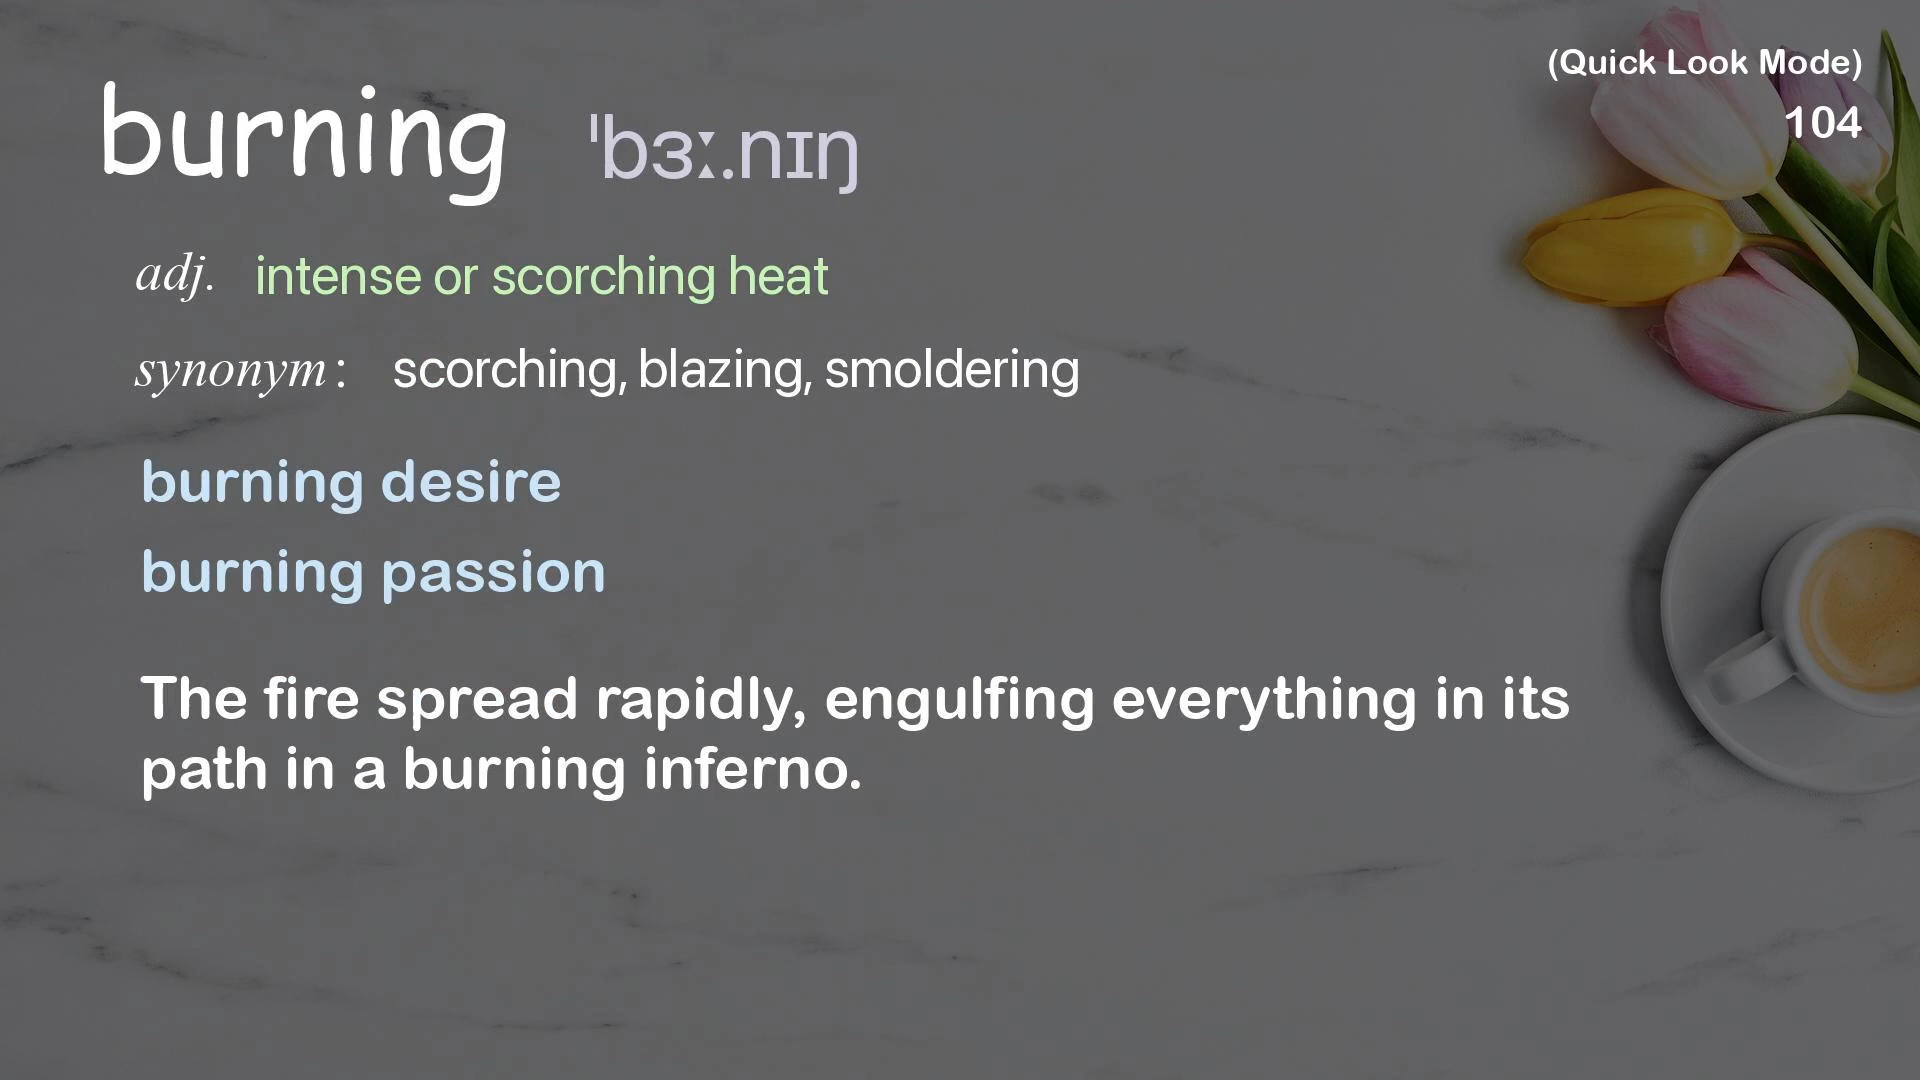 (Quick Look Mode)
104
burning ˈbɜː.nɪŋ
adj. intense or scorching heat
synonym : scorching, blazing, smoldering
burning desire
burning passion
The fire spread rapidly, engulfing everything in its
path in a burning inferno.